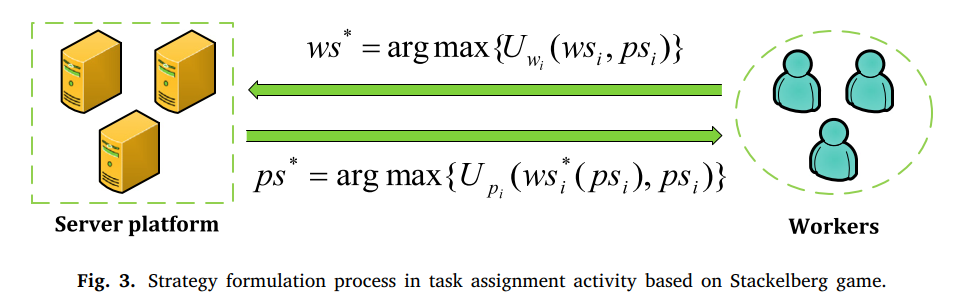 ws* = arg max{U_{w_i}(ws_i, ps_i)}
ps* = arg max{U_{p_i}(ws_i^*(ps_i), ps_i)}
Server platform
Workers
Fig. 3. Strategy formulation process in task assignment activity based on Stackelberg game.